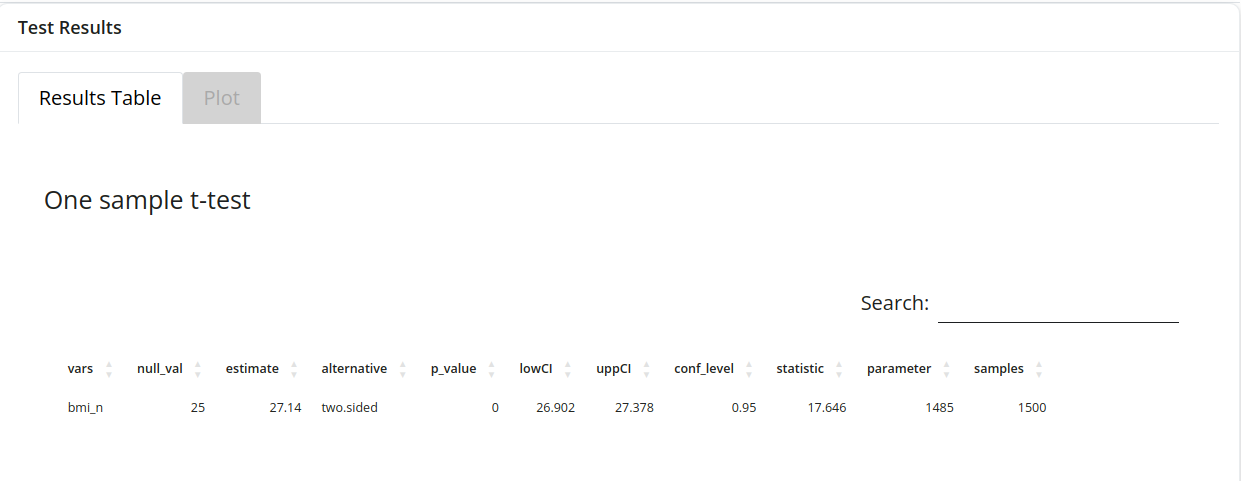 Test Results
Results Table Plot
One sample t-test
Search:
vars null_val estimate alternative p_value lowCI uppCI conf_level statistic parameter samples
bmi_n 25 27.14 two.sided 0 26.902 27.378 0.95 17.646 1485 1500